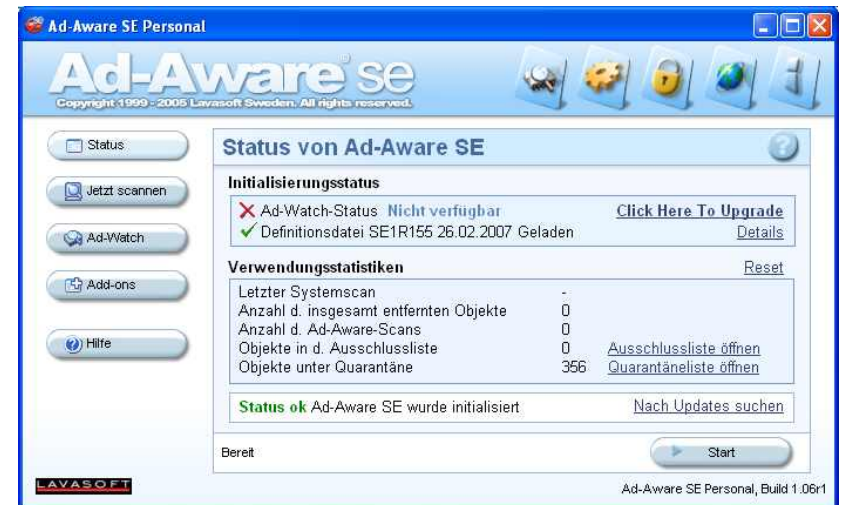 Ad-Aware SE Personal
Ad-Aware se
Copyright 1999 - 2005 Lavasoft Sweden. All rights reserved.
Status
Jetzt scannen
Ad-Watch
Add-ons
Hilfe
Status von Ad-Aware SE
Initialisierungsstatus
Ad-Watch-Status Nicht verfügbar Click Here To Upgrade
Definitionsdatei SE1R155 26.02.2007 Geladen Details
Verwendungsstatistiken Reset
Letzter Systemscan -
Anzahl d. insgesamt entfernten Objekte 0
Anzahl d. Ad-Aware-Scans 0
Objekte in d. Ausschlussliste 0 Ausschlussliste öffnen
Objekte unter Quarantäne 356 Quarantäneliste öffnen
Status ok Ad-Aware SE wurde initialisiert Nach Updates suchen
Bereit Start
LAVASOFT
Ad-Aware SE Personal, Build 1.06r1